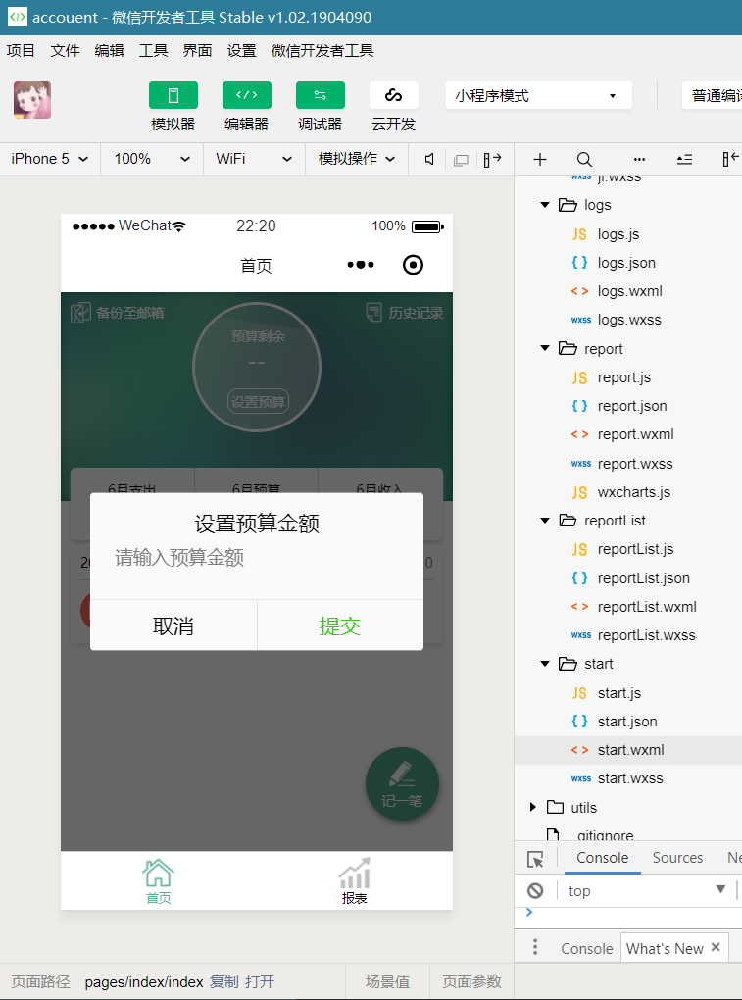 accouent - 微信开发者工具 Stable v1.02.1904090
项目 文件 编辑 工具 界面 设置 微信开发者工具
模拟器 编辑器 调试器 云开发 小程序模式 普通编译
iPhone 5 100% WiFi 模拟操作
WeChat 22:20 100%
首页
备份至邮箱 历史记录
预算剩余
--
设置预算
6月支出 6月预算 6月收入
设置预算金额
请输入预算金额
20 0
取消 提交
记一笔
首页 报表
页面路径 pages/index/index 复制 打开 场景值 页面参数
jl.wxss
logs
JS logs.js
{ } logs.json
< > logs.wxml
wxss logs.wxss
report
JS report.js
{ } report.json
< > report.wxml
wxss report.wxss
JS wxcharts.js
reportList
JS reportList.js
{ } reportList.json
< > reportList.wxml
wxss reportList.wxss
start
JS start.js
{ } start.json
< > start.wxml
wxss start.wxss
utils
.gitignore
Console Sources Ne
top
Console What's New